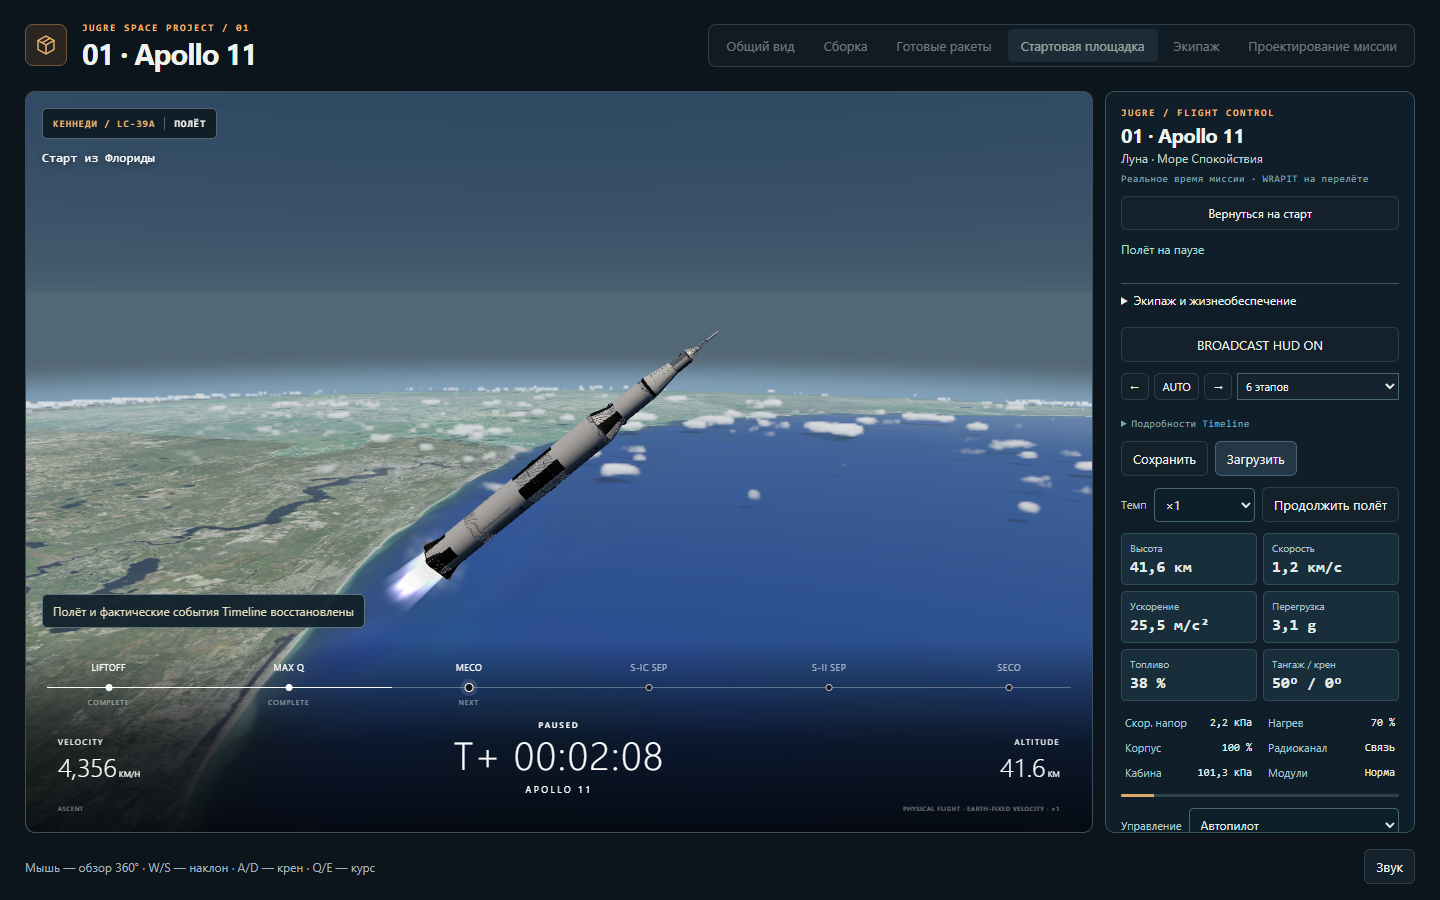 JUGRE SPACE PROJECT / 01
01 · Apollo 11
Общий вид
Сборка
Готовые ракеты
Стартовая площадка
Экипаж
Проектирование миссии
КЕННЕДИ / LC-39A
ПОЛЁТ
Старт из Флориды
Полёт и фактические события Timeline восстановлены
LIFTOFF
MAX Q
MECO
S-IC SEP
S-II SEP
SECO
COMPLETE
COMPLETE
NEXT
PAUSED
VELOCITY
T+ 00:02:08
ALTITUDE
4,356 КМ/Н
41.6 КМ
APOLLO 11
ASCENT
PHYSICAL FLIGHT · EARTH-FIXED VELOCITY · ×1
JUGRE / FLIGHT CONTROL
01 · Apollo 11
Луна · Море Спокойствия
Реальное время миссии · WRAPIT на перелёте
Вернуться на старт
Полёт на паузе
Экипаж и жизнеобеспечение
BROADCAST HUD ON
← AUTO → 6 этапов
Подробности Timeline
Сохранить
Загрузить
Темп ×1 Продолжить полёт
Высота
41,6 км
Скорость
1,2 км/с
Ускорение
25,5 м/с²
Перегрузка
3,1 g
Топливо
38 %
Тангаж / крен
50° / 0°
Скор. напор 2,2 кПа Нагрев 70 %
Корпус 100 % Радиоканал Связь
Кабина 101,3 кПа Модули Норма
Управление Автопилот
Мышь — обзор 360° · W/S — наклон · A/D — крен · Q/E — курс
Звук